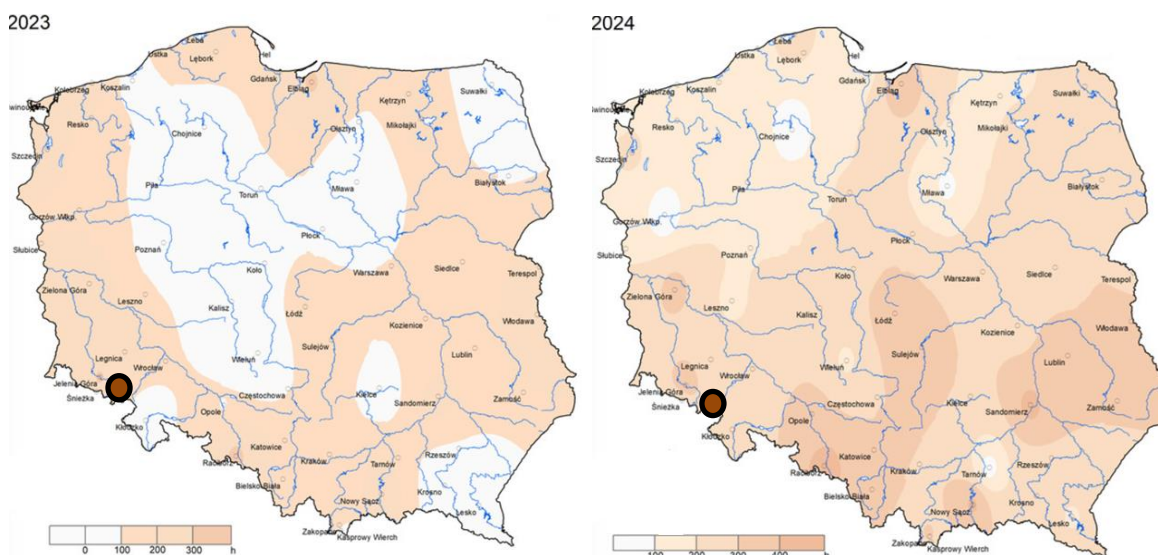 2023
Ustka
Łeba
Lębork
Hel
Kołobrzeg
Koszalin
Gdańsk
Elbląg
Kętrzyn
Suwałki
Resko
Chojnice
Olsztyn
Mikołajki
Szczecin
Piła
Toruń
Mława
Białystok
Gorzów Wlkp.
Słubice
Poznań
Płock
Koło
Warszawa
Siedlce
Terespol
Zielona Góra
Leszno
Kalisz
Łódź
Kozienice
Włodawa
Legnica
Wrocław
Wieluń
Sulejów
Lublin
Jelenia Góra
Śnieżka
Kłodzko
Opole
Częstochowa
Kielce
Sandomierz
Zamość
Katowice
Racibórz
Kraków
Tarnów
Rzeszów
Bielsko-Biała
Nowy Sącz
Krosno
Lesko
Zakopane
Kasprowy Wierch
0 100 200 300 h
2024
Ustka
Łeba
Lębork
Hel
Kołobrzeg
Koszalin
Gdańsk
Elbląg
Kętrzyn
Suwałki
Resko
Chojnice
Olsztyn
Mikołajki
Szczecin
Piła
Toruń
Mława
Białystok
Gorzów Wlkp.
Słubice
Poznań
Płock
Koło
Warszawa
Siedlce
Terespol
Zielona Góra
Leszno
Kalisz
Łódź
Kozienice
Włodawa
Legnica
Wrocław
Wieluń
Sulejów
Lublin
Jelenia Góra
Śnieżka
Kłodzko
Opole
Częstochowa
Kielce
Sandomierz
Zamość
Katowice
Racibórz
Kraków
Tarnów
Rzeszów
Bielsko-Biała
Nowy Sącz
Krosno
Lesko
Zakopane
Kasprowy Wierch
100 200 300 400 h